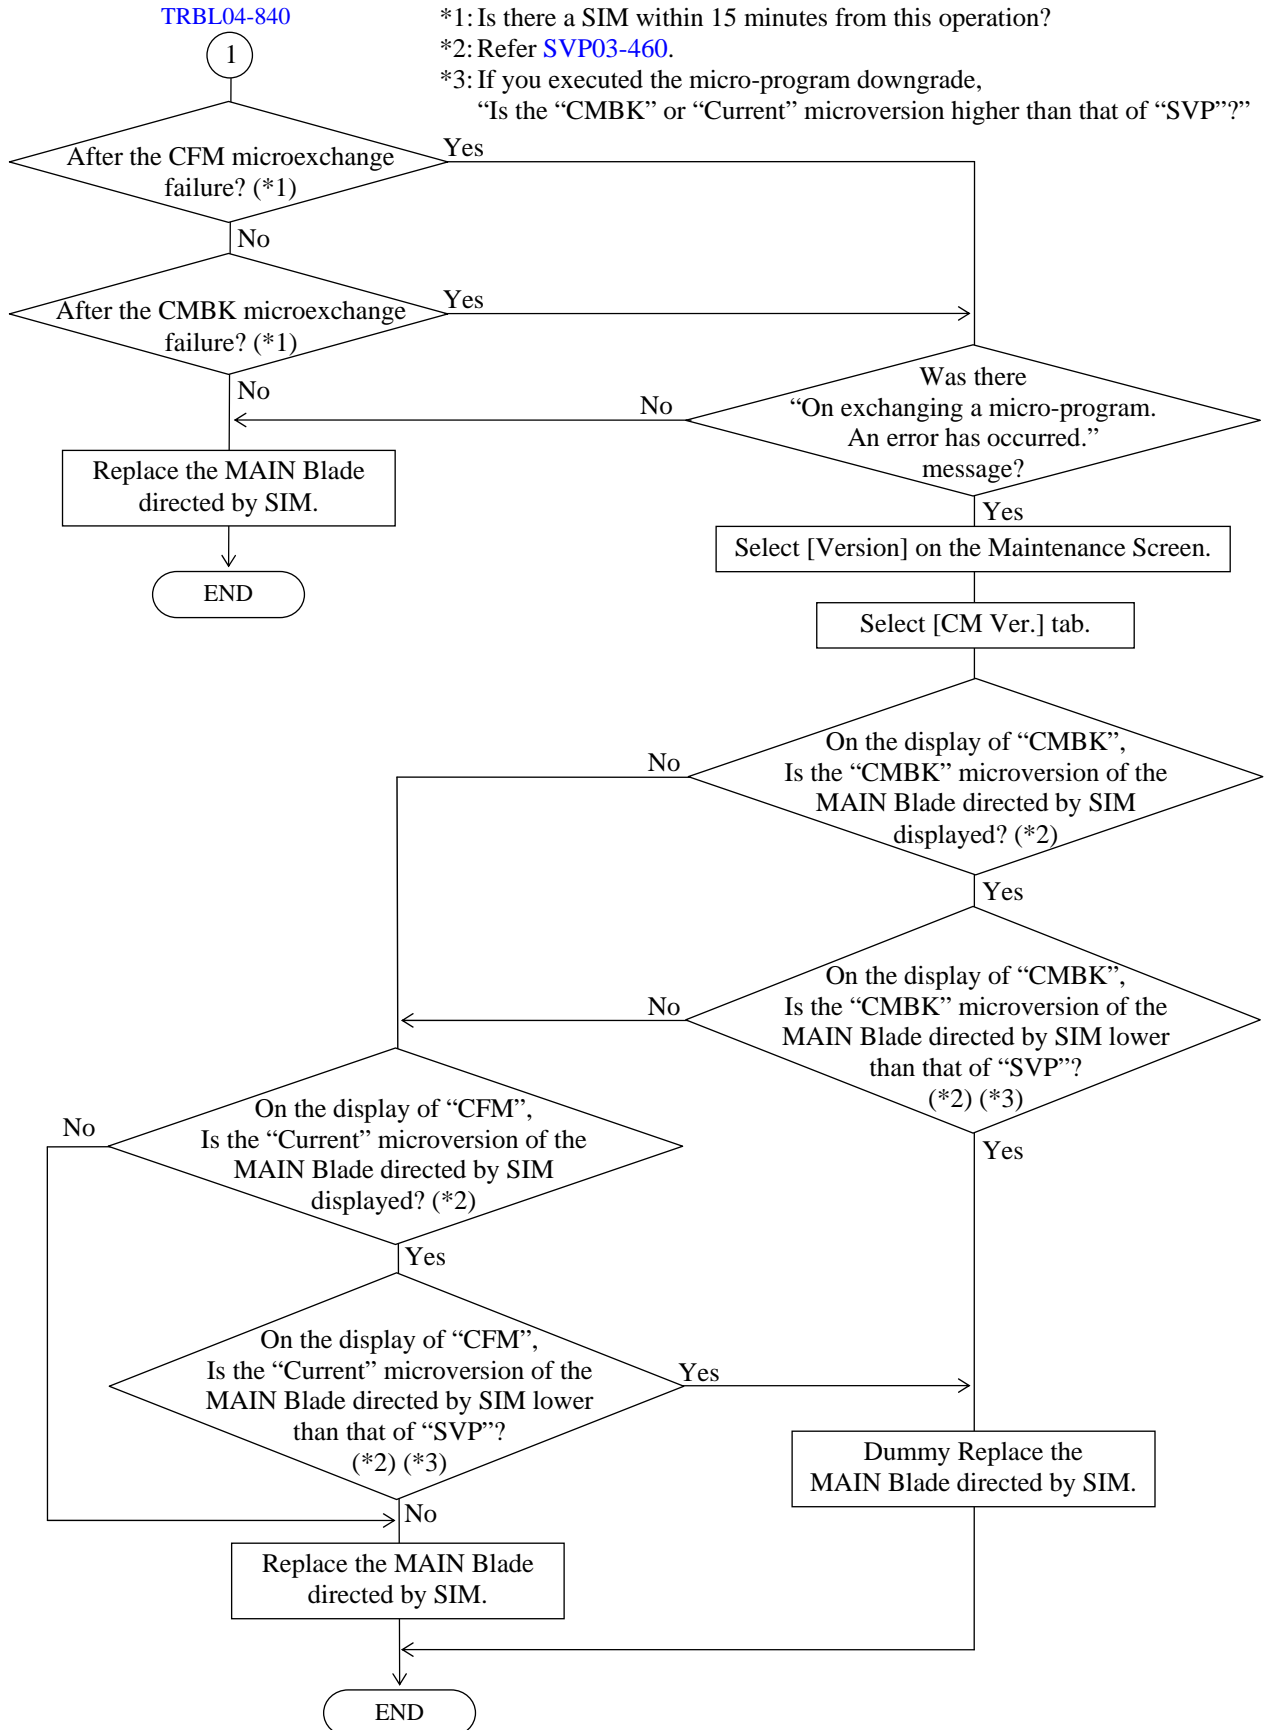 TRBL04-840
1
*1: Is there a SIM within 15 minutes from this operation?
*2: Refer SVP03-460.
*3: If you executed the micro-program downgrade,
“Is the “CMBK” or “Current” microversion higher than that of “SVP”?”
After the CFM microexchange
failure? (*1)
Yes
No
After the CMBK microexchange
failure? (*1)
Yes
No
Was there
“On exchanging a micro-program.
An error has occurred.”
message?
No
Yes
Replace the MAIN Blade
directed by SIM.
END
Select [Version] on the Maintenance Screen.
Select [CM Ver.] tab.
On the display of “CMBK”,
Is the “CMBK” microversion of the
MAIN Blade directed by SIM
displayed? (*2)
No
Yes
On the display of “CMBK”,
Is the “CMBK” microversion of the
MAIN Blade directed by SIM lower
than that of “SVP”?
(*2) (*3)
No
Yes
On the display of “CFM”,
Is the “Current” microversion of the
MAIN Blade directed by SIM
displayed? (*2)
No
Yes
On the display of “CFM”,
Is the “Current” microversion of the
MAIN Blade directed by SIM lower
than that of “SVP”?
(*2) (*3)
Yes
No
Dummy Replace the
MAIN Blade directed by SIM.
Replace the MAIN Blade
directed by SIM.
END